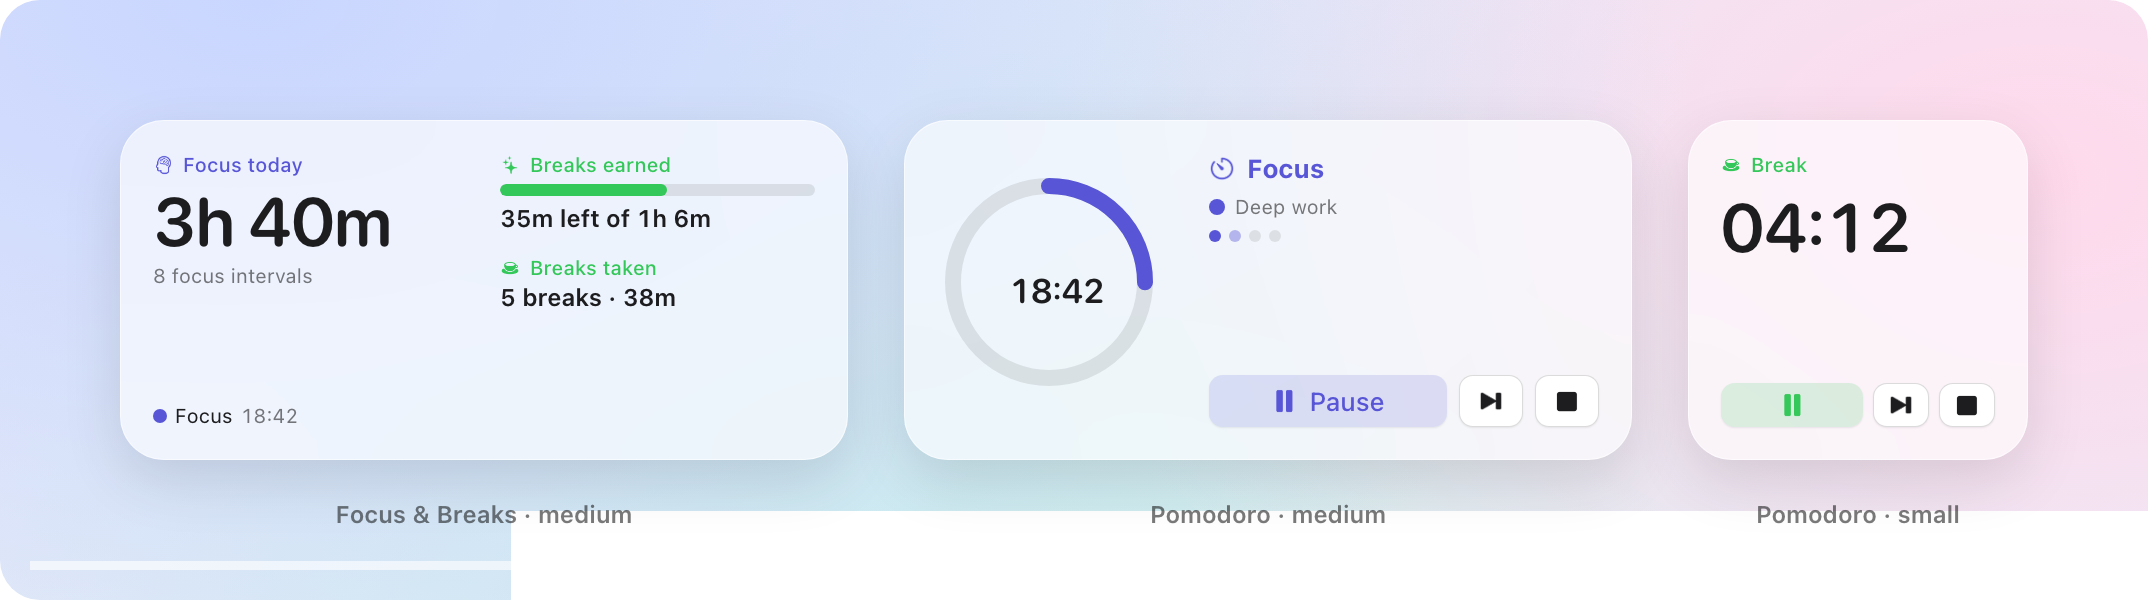 Focus today
3h 40m
8 focus intervals
Breaks earned
35m left of 1h 6m
Breaks taken
5 breaks · 38m
Focus 18:42
Focus & Breaks · medium
18:42
Focus
Deep work
Pause
Pomodoro · medium
Break
04:12
Pomodoro · small